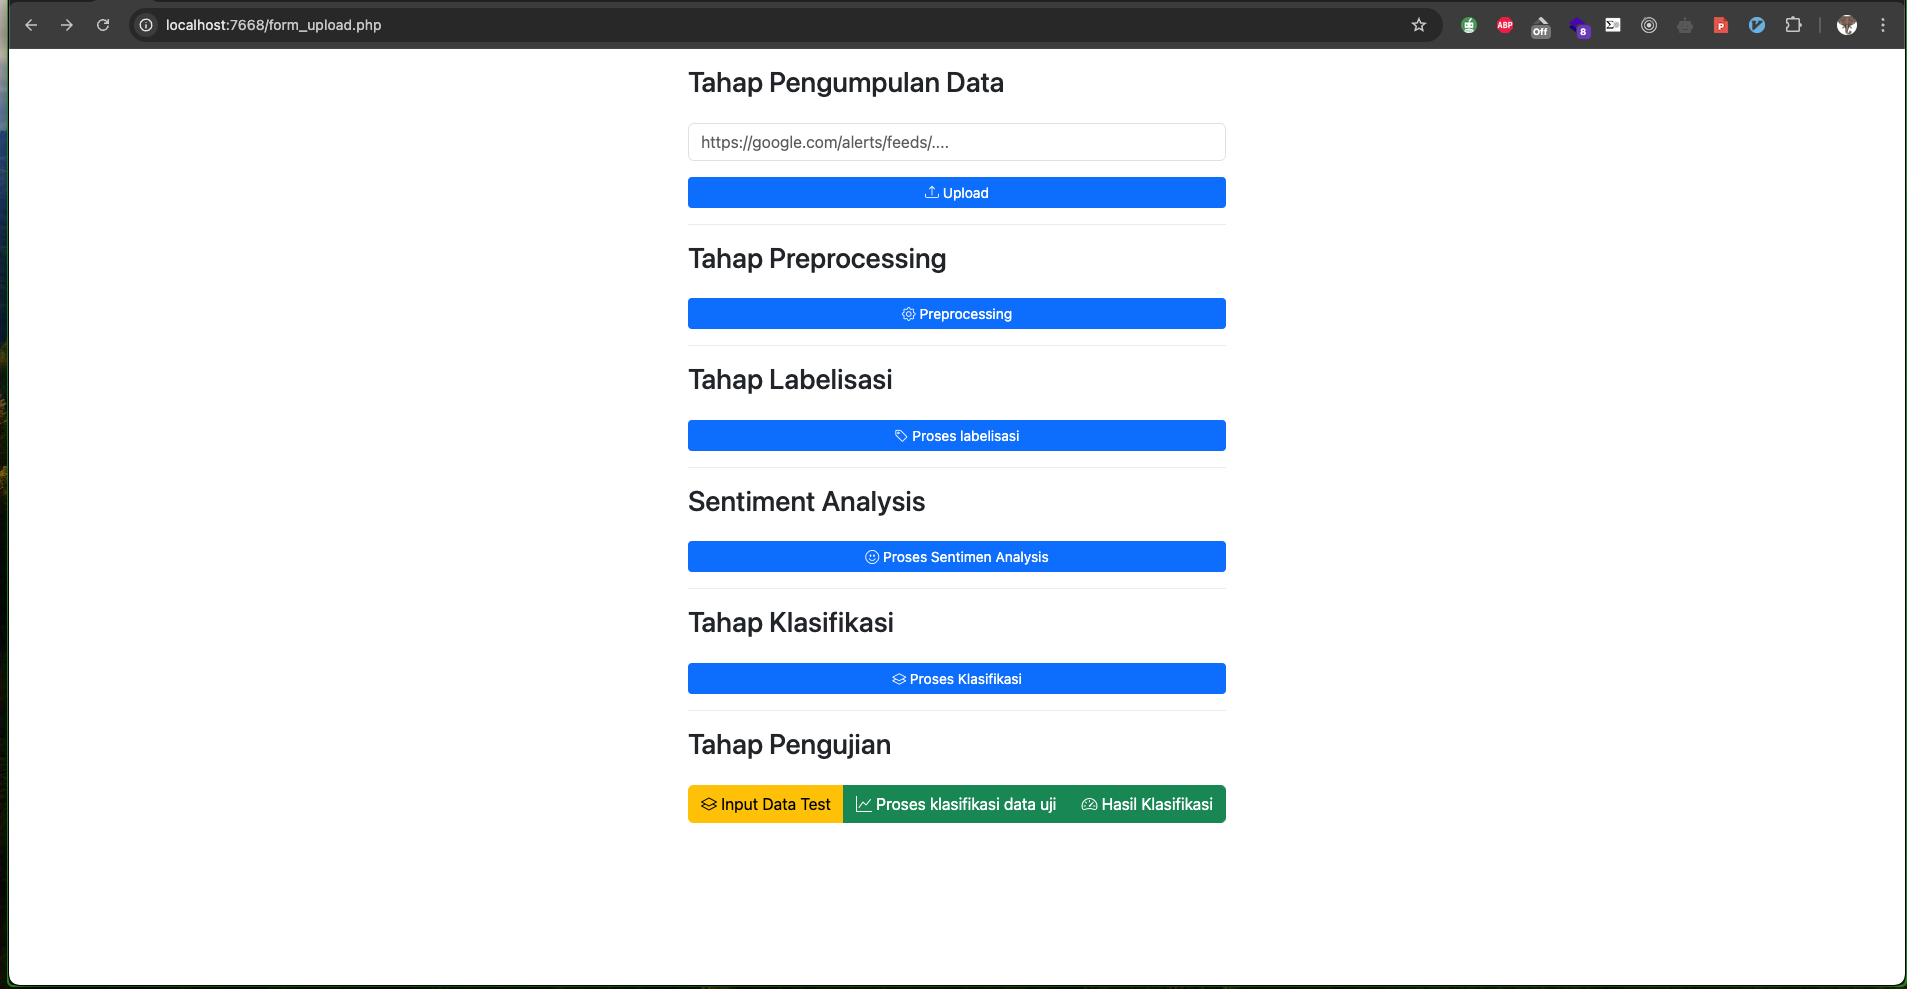 localhost:7668/form_upload.php
ABP
Off
8
P
Tahap Pengumpulan Data
https://google.com/alerts/feeds/....
Upload
Tahap Preprocessing
Preprocessing
Tahap Labelisasi
Proses labelisasi
Sentiment Analysis
Proses Sentimen Analysis
Tahap Klasifikasi
Proses Klasifikasi
Tahap Pengujian
Input Data Test Proses klasifikasi data uji Hasil Klasifikasi